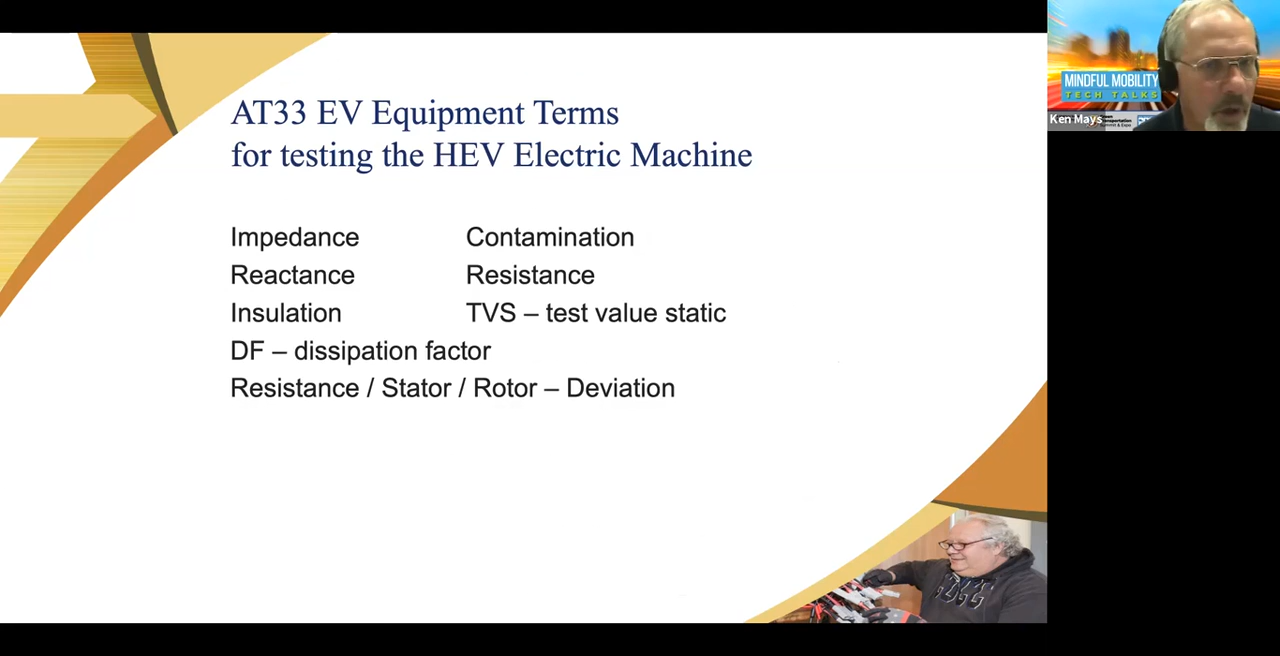 AT33 EV Equipment Terms
for testing the HEV Electric Machine
Impedance Contamination
Reactance Resistance
Insulation TVS – test value static
DF – dissipation factor
Resistance / Stator / Rotor – Deviation
MINDFUL MOBILITY
TECH TALKS
Ken Mays